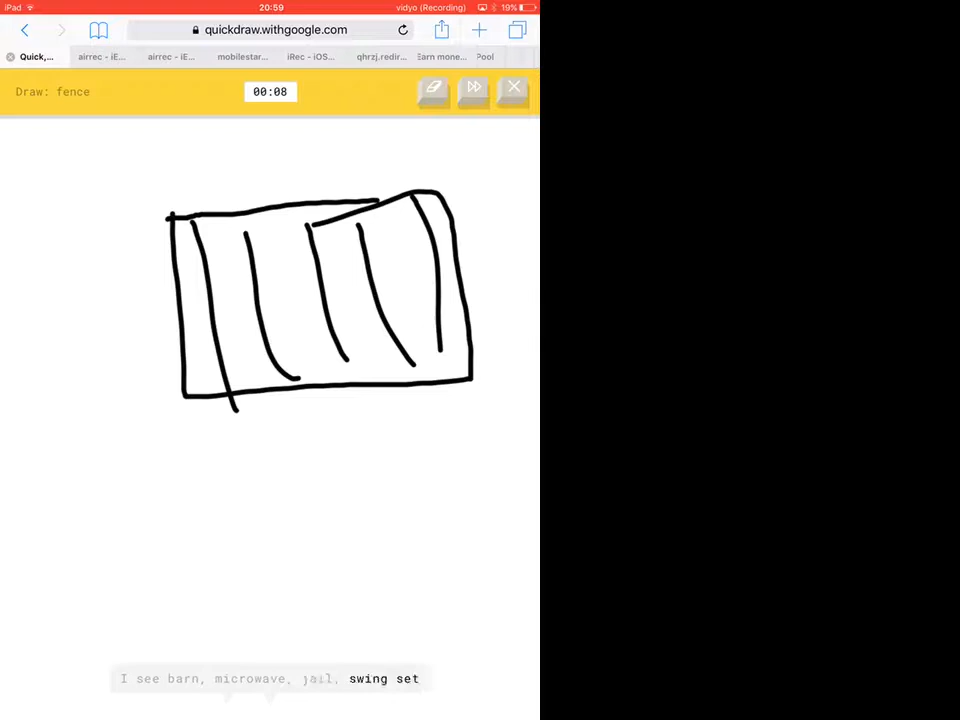 iPad 20:59 vidyo (Recording) 19%
quickdraw.withgoogle.com
Quick,... airrec - iE... airrec - iE... mobilestar... iRec - iOS... qhrzj.redir... Earn mone... Pool
Draw: fence 00:08
I see barn, microwave, jail, swing set